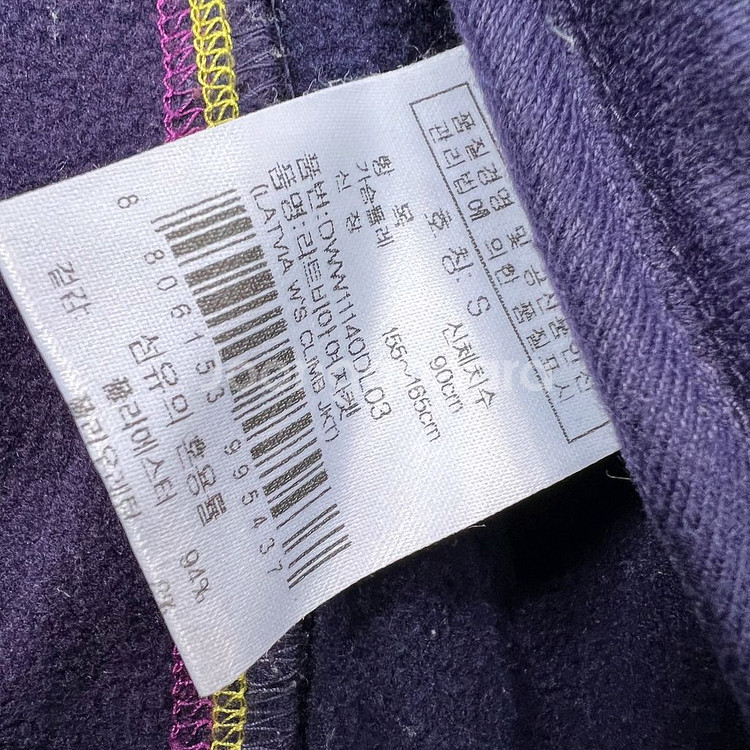 품질경영 및 공산품안전
관리법에 의한 품질표시
호 칭: S
항 목 신체치수
가슴둘레 90cm
신 장 155~165cm
품번: DWW11400
품명: 라트비아여자켓
(LATVIA W'S CLIMB JKT)
8 806153 995437
섬유의 혼용률
겉감 폴리에스터 94%